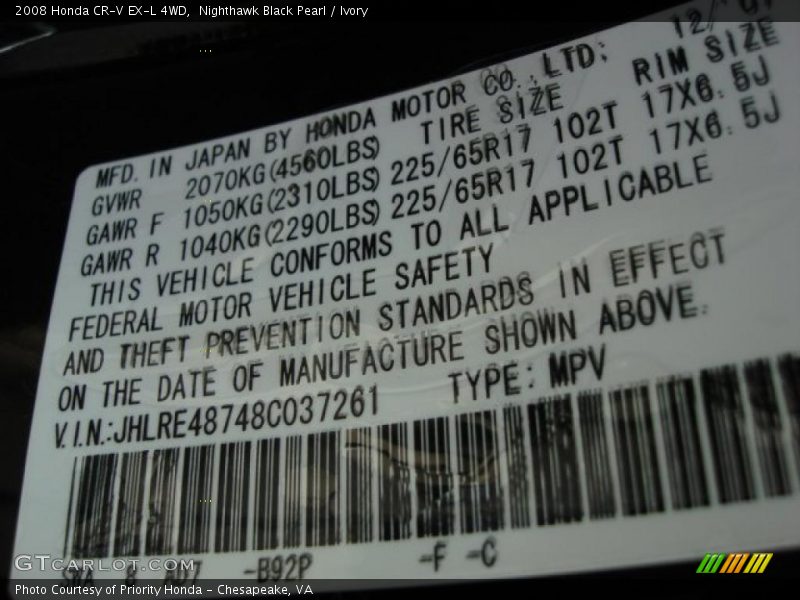 2008 Honda CR-V EX-L 4WD, Nighthawk Black Pearl / Ivory
MFD. IN JAPAN BY HONDA MOTOR CO., LTD;
GVWR 2070KG(4560LBS) TIRE SIZE RIM SIZE
GAWR F 1050KG(2310LBS) 225/65R17 102T 17X6.5J
GAWR R 1040KG(2290LBS) 225/65R17 102T 17X6.5J
THIS VEHICLE CONFORMS TO ALL APPLICABLE
FEDERAL MOTOR VEHICLE SAFETY
AND THEFT PREVENTION STANDARDS IN EFFECT
ON THE DATE OF MANUFACTURE SHOWN ABOVE.
V.I.N.:JHLRE48748C037261 TYPE: MPV
-B92P -F -C
GTCARLOT.COM
Photo Courtesy of Priority Honda - Chesapeake, VA